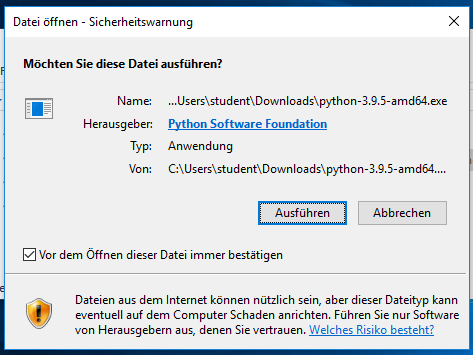 Datei öffnen - Sicherheitswarnung
Möchten Sie diese Datei ausführen?
Name: ...Users\student\Downloads\python-3.9.5-amd64.exe
Herausgeber: Python Software Foundation
Typ: Anwendung
Von: C:\Users\student\Downloads\python-3.9.5-amd64....
Ausführen Abbrechen
Vor dem Öffnen dieser Datei immer bestätigen
Dateien aus dem Internet können nützlich sein, aber dieser Dateityp kann
eventuell auf dem Computer Schaden anrichten. Führen Sie nur Software
von Herausgebern aus, denen Sie vertrauen. Welches Risiko besteht?